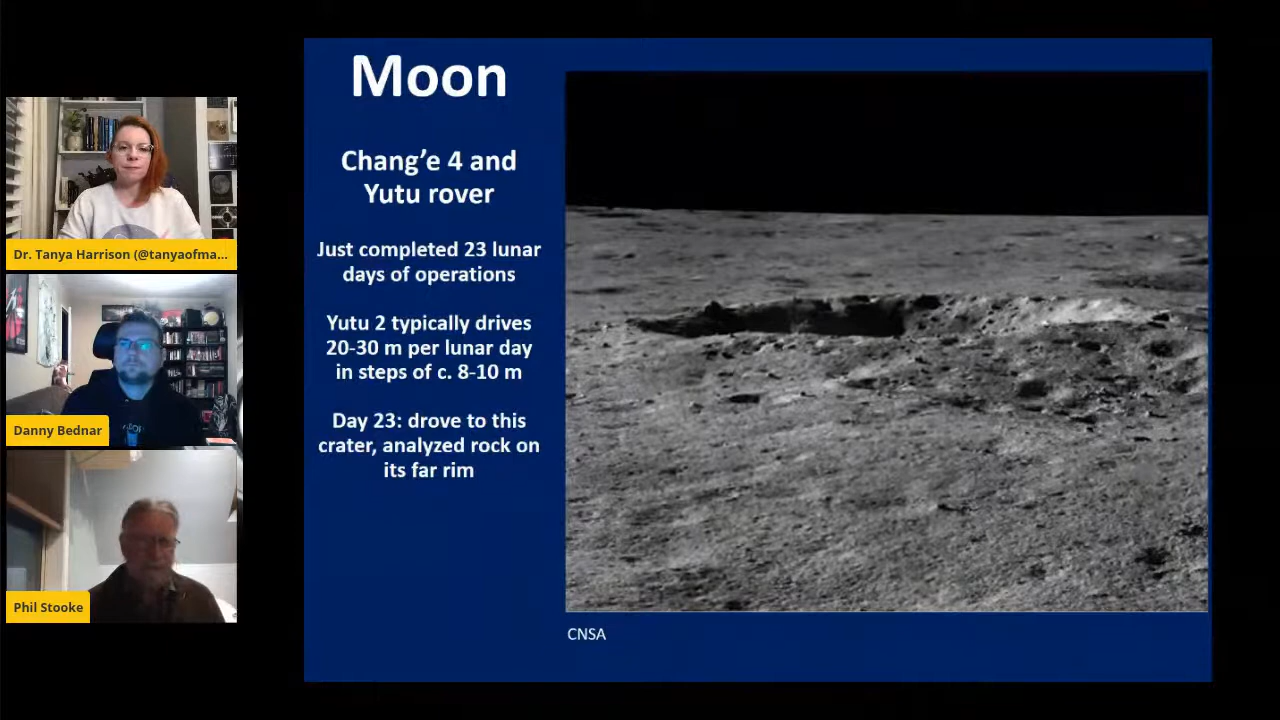 Moon
Chang’e 4 and
Yutu rover
Just completed 23 lunar
days of operations
Yutu 2 typically drives
20-30 m per lunar day
in steps of c. 8-10 m
Day 23: drove to this
crater, analyzed rock on
its far rim
CNSA
Dr. Tanya Harrison (@tanyaofma...
Danny Bednar
Phil Stooke